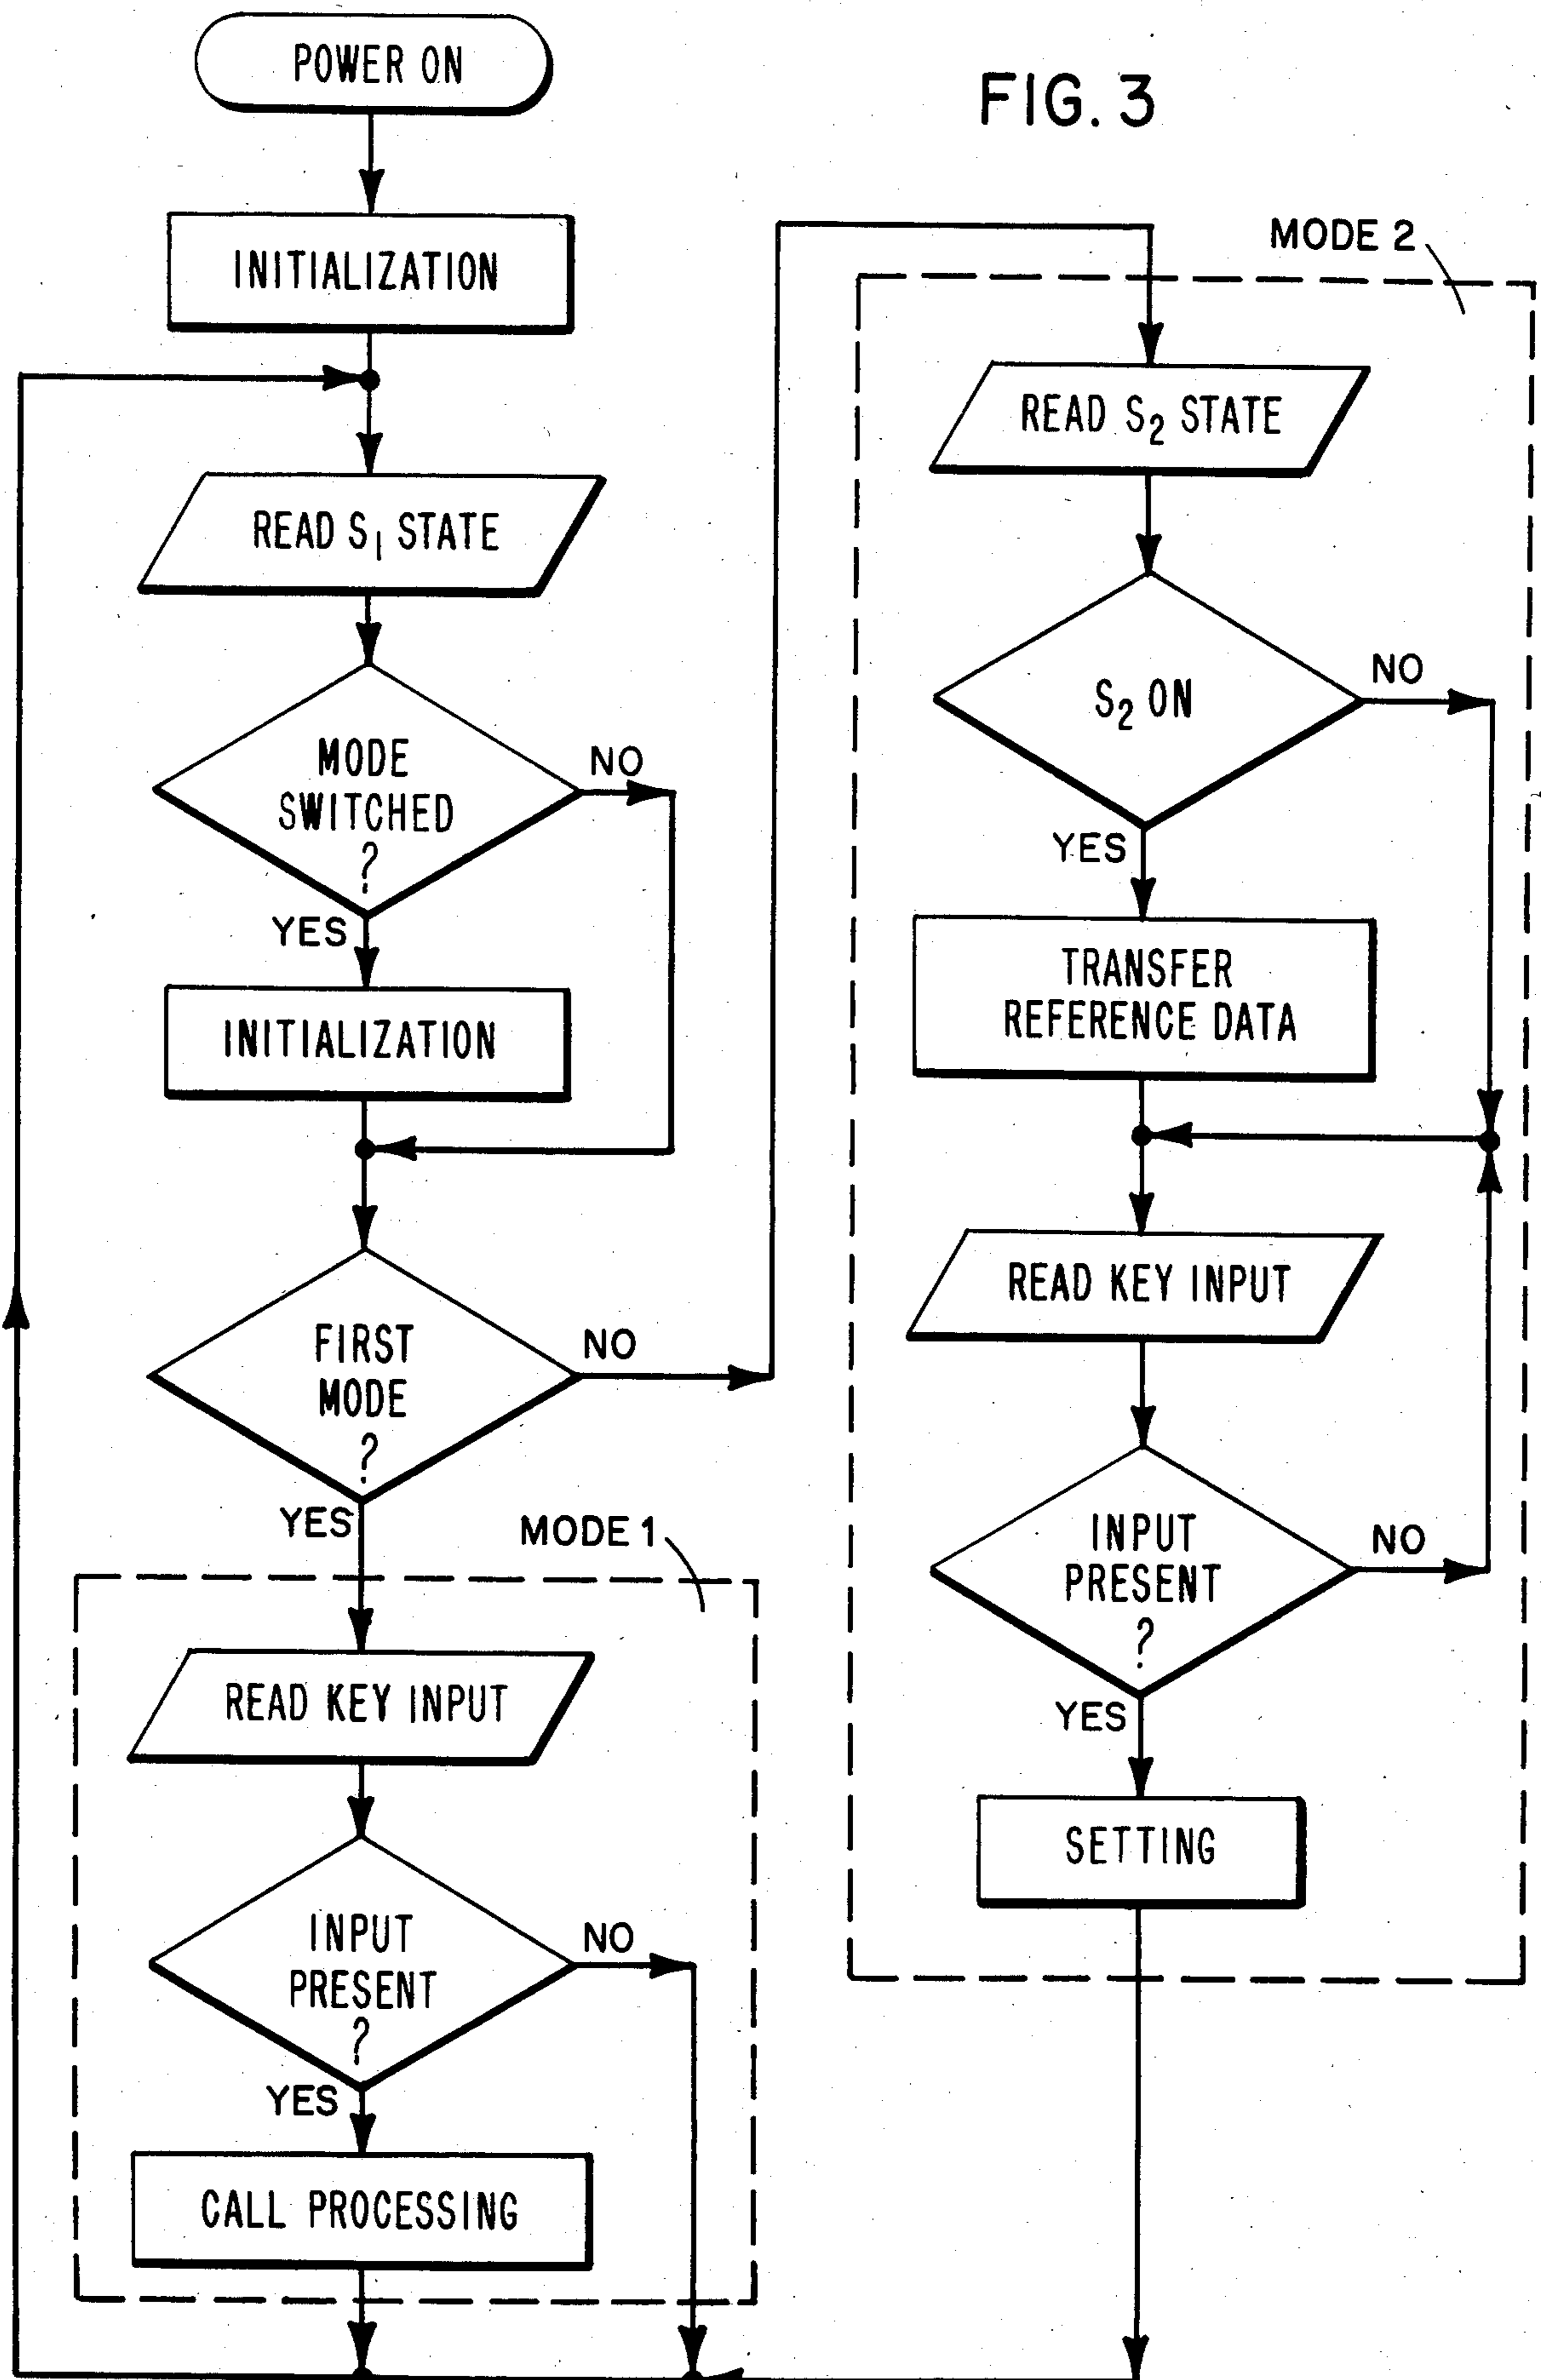 POWER ON
FIG. 3
INITIALIZATION
READ S1 STATE
MODE
SWITCHED
?
NO
YES
INITIALIZATION
FIRST
MODE
?
NO
YES
MODE 1
READ KEY INPUT
INPUT
PRESENT
?
NO
YES
CALL PROCESSING
MODE 2
READ S2 STATE
S2 ON
NO
YES
TRANSFER
REFERENCE DATA
READ KEY INPUT
INPUT
PRESENT
?
NO
YES
SETTING